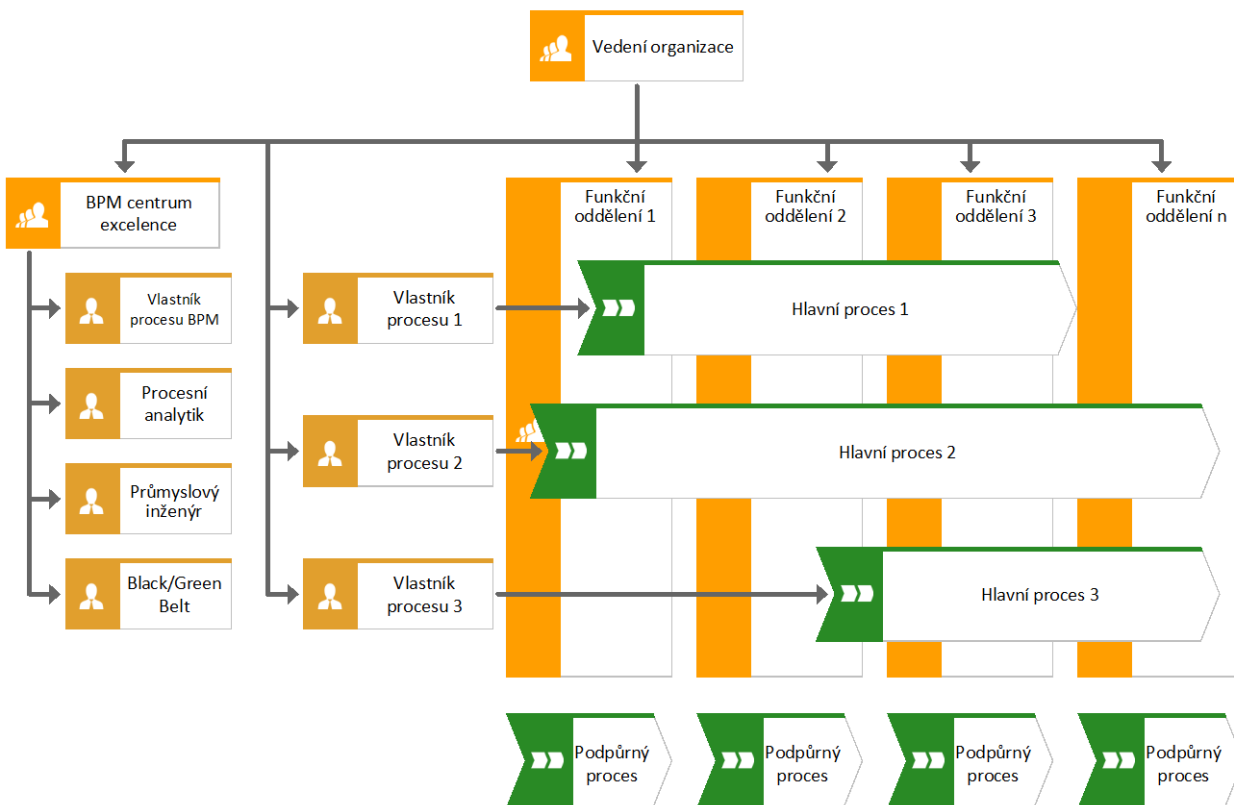 Vedení organizace
BPM centrum
excelence
Funkční
oddělení 1
Funkční
oddělení 2
Funkční
oddělení 3
Funkční
oddělení n
Vlastník
procesu BPM
Vlastník
procesu 1
Hlavní proces 1
Procesní
analytik
Vlastník
procesu 2
Hlavní proces 2
Průmyslový
inženýr
Black/Green
Belt
Vlastník
procesu 3
Hlavní proces 3
Podpůrný
proces
Podpůrný
proces
Podpůrný
proces
Podpůrný
proces